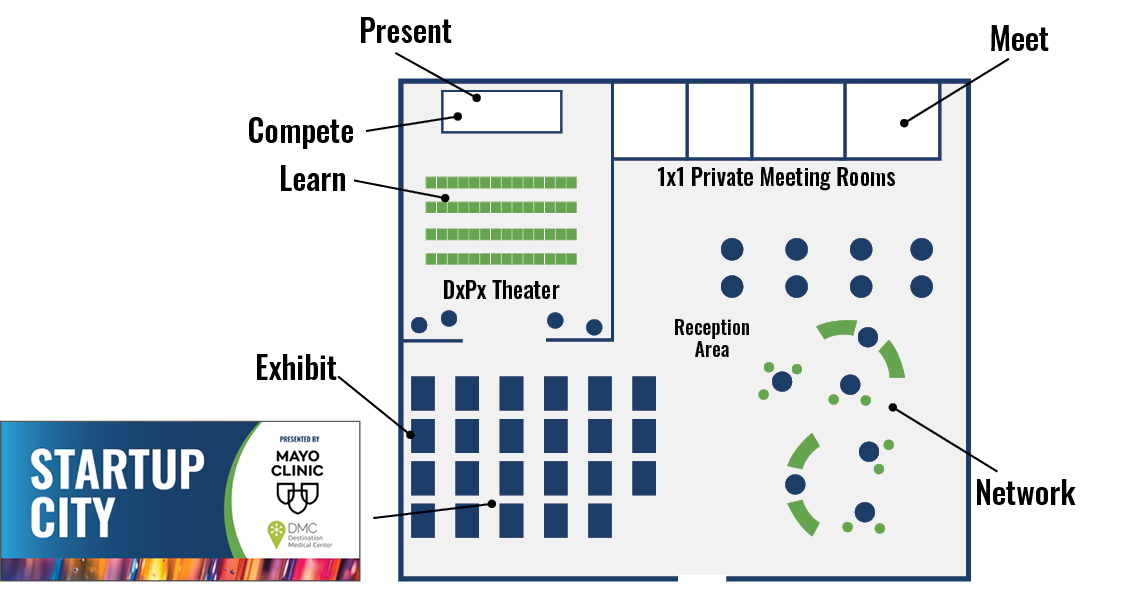 Present
Meet
Compete
Learn
1x1 Private Meeting Rooms
DxPx Theater
Reception
Area
Exhibit
Network
STARTUP
CITY
PRESENTED BY
MAYO
CLINIC
DMC
Destination
Medical Center